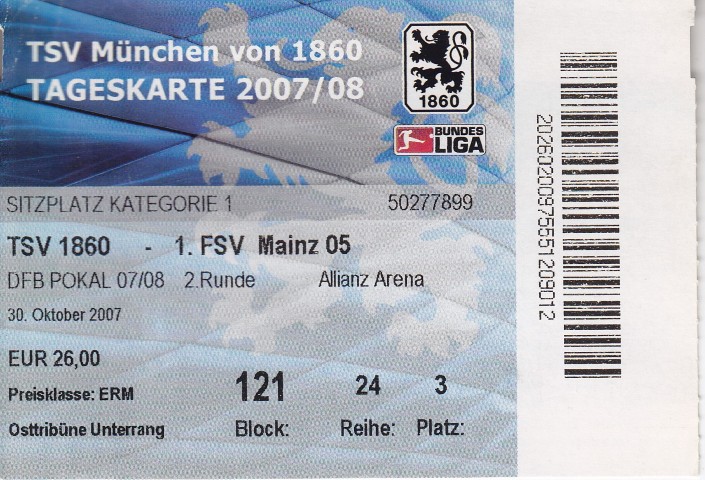 TSV München von 1860
TAGESKARTE 2007/08
1860
BUNDES
LIGA
SITZPLATZ KATEGORIE 1 50277899
TSV 1860 - 1. FSV Mainz 05
DFB POKAL 07/08 2.Runde Allianz Arena
30. Oktober 2007
EUR 26,00
Preisklasse: ERM 121 24 3
Osttribüne Unterrang Block: Reihe: Platz:
20260200975551209012